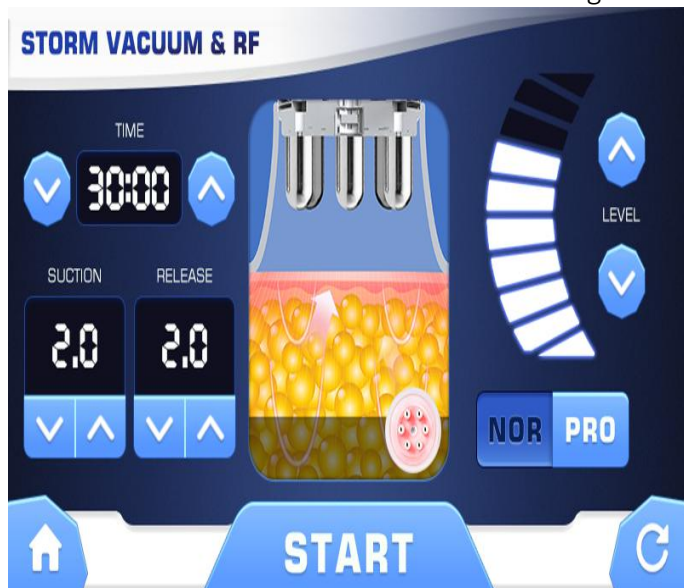 STORM VACUUM & RF
TIME
30:00
SUCTION
RELEASE
2.0
2.0
LEVEL
NOR
PRO
START